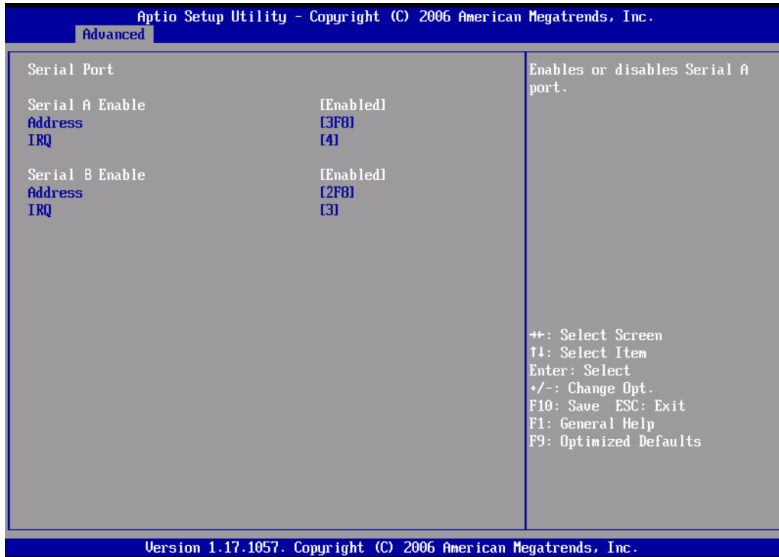 Aptio Setup Utility - Copyright (C) 2006 American Megatrends, Inc.
Advanced
Serial Port
Serial A Enable [Enabled]
Address [3F8]
IRQ [4]
Serial B Enable [Enabled]
Address [2F8]
IRQ [3]
Enables or disables Serial A
port.
→←: Select Screen
↑↓: Select Item
Enter: Select
+/-: Change Opt.
F10: Save ESC: Exit
F1: General Help
F9: Optimized Defaults
Version 1.17.1057. Copyright (C) 2006 American Megatrends, Inc.